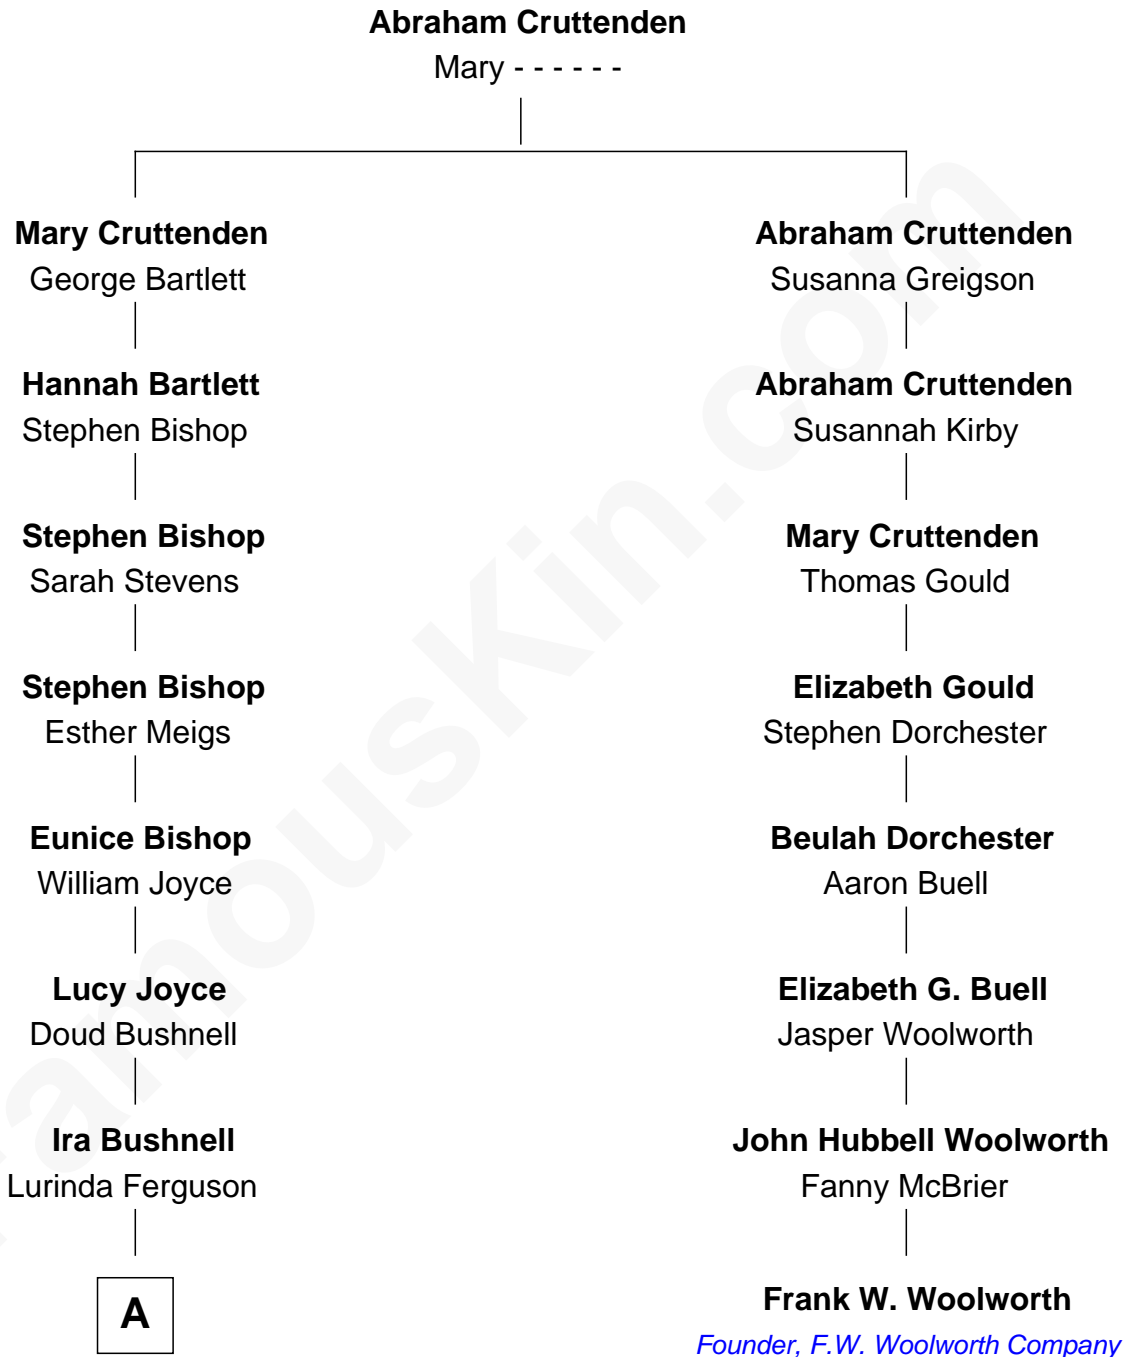 Abraham Cruttenden
Mary - - - - - -
Mary Cruttenden
George Bartlett
Abraham Cruttenden
Susanna Greigson
Hannah Bartlett
Stephen Bishop
Abraham Cruttenden
Susannah Kirby
Stephen Bishop
Sarah Stevens
Mary Cruttenden
Thomas Gould
Stephen Bishop
Esther Meigs
Elizabeth Gould
Stephen Dorchester
Eunice Bishop
William Joyce
Beulah Dorchester
Aaron Buell
Lucy Joyce
Doud Bushnell
Elizabeth G. Buell
Jasper Woolworth
Ira Bushnell
Lurinda Ferguson
John Hubbell Woolworth
Fanny McBrier
A
Frank W. Woolworth
Founder, F.W. Woolworth Company
FamousKin.com